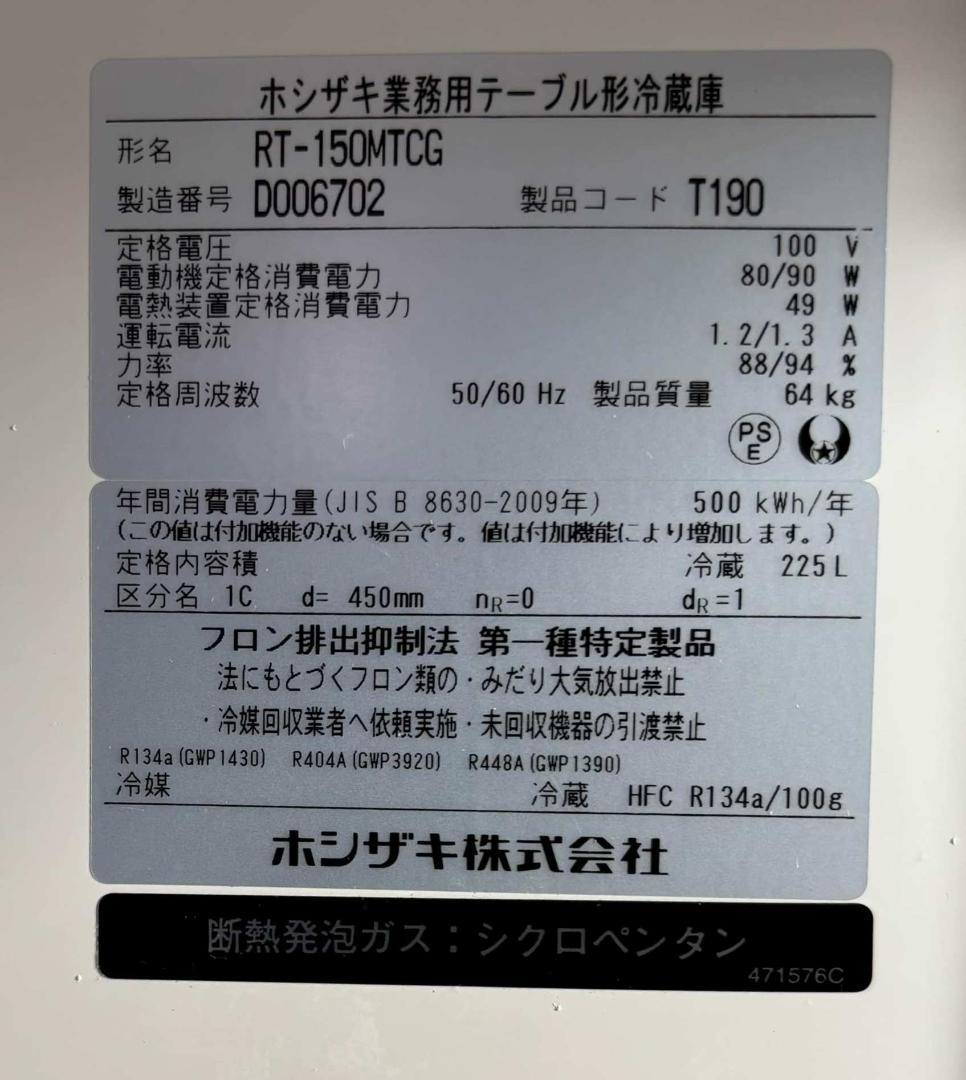 ホシザキ業務用テーブル形冷蔵庫
形名 RT-150MTCG
製造番号 D006702 製品コード T190
定格電圧 100 V
電動機定格消費電力 80/90 W
電熱装置定格消費電力 49 W
運転電流 1.2/1.3 A
力率 88/94 %
定格周波数 50/60 Hz 製品質量 64 kg
PS
E
年間消費電力量(JIS B 8630-2009年) 500 kWh/年
(この値は付加機能のない場合です。値は付加機能により増加します。)
定格内容積 冷蔵 225L
区分名 1C d= 450mm nR=0 dR=1
フロン排出抑制法 第一種特定製品
法にもとづくフロン類の・みだり大気放出禁止
・冷媒回収業者へ依頼実施・未回収機器の引渡禁止
R134a(GWP1430) R404A(GWP3920) R448A(GWP1390)
冷媒 冷蔵 HFC R134a/100g
ホシザキ株式会社
断熱発泡ガス：シクロペンタン
471576C